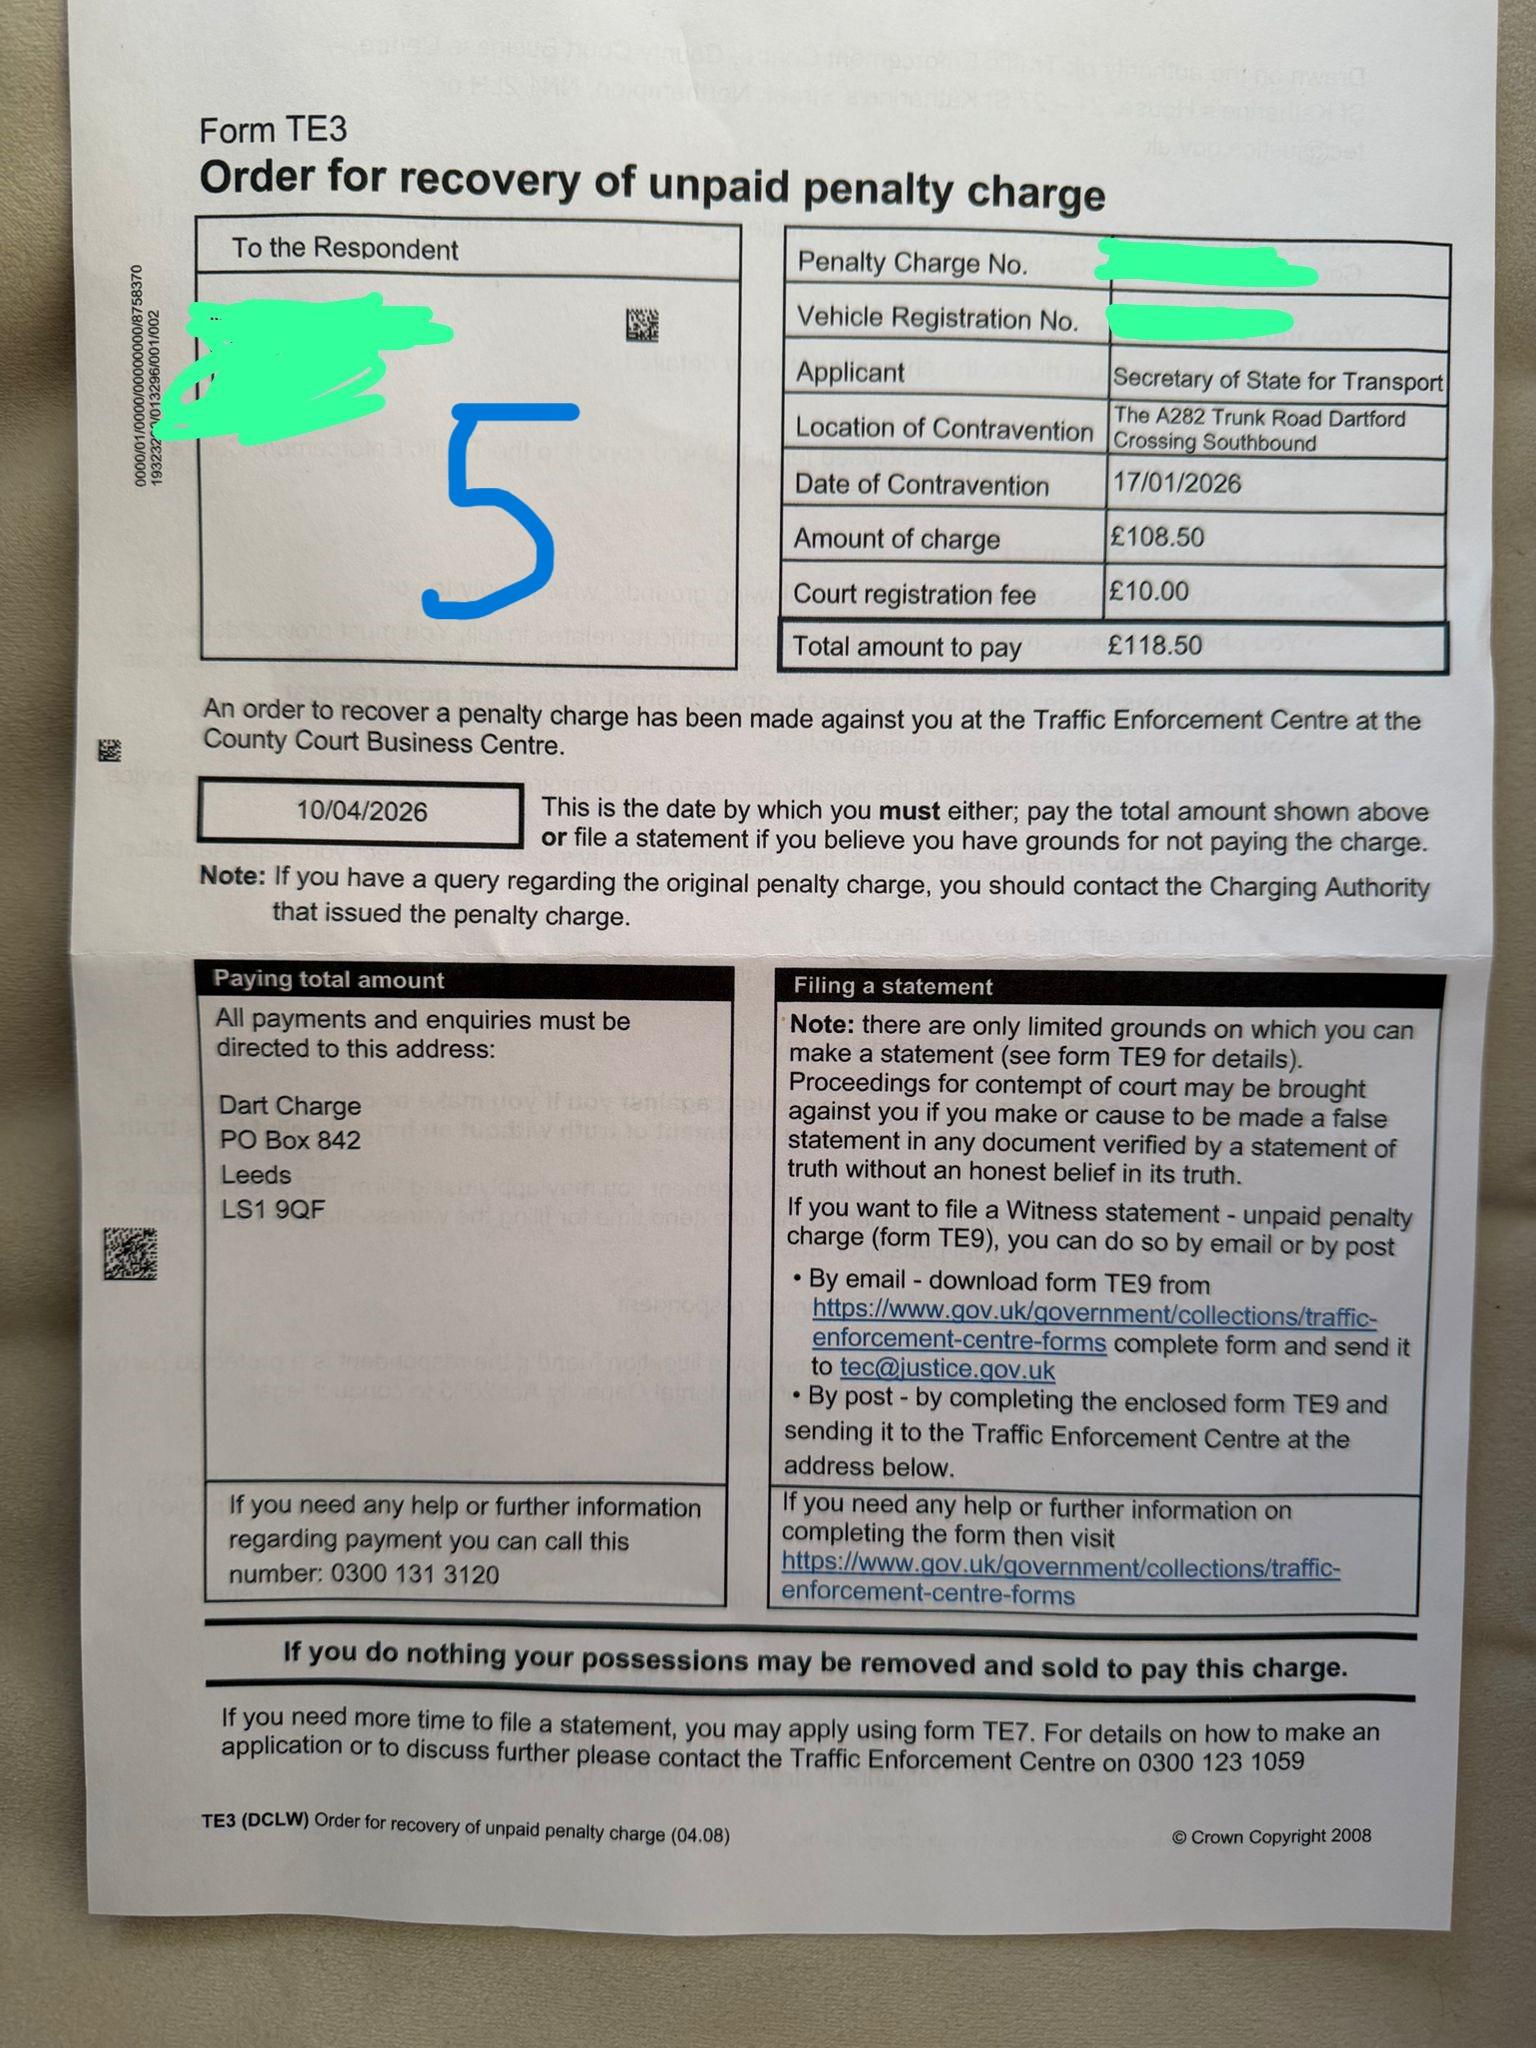 Form TE3
Order for recovery of unpaid penalty charge
To the Respondent
5
0000/01/0000/0000000000/8758370
Penalty Charge No.
Vehicle Registration No.
Applicant
Secretary of State for Transport
Location of Contravention
The A282 Trunk Road Dartford
Crossing Southbound
Date of Contravention
17/01/2026
Amount of charge
£108.50
Court registration fee
£10.00
Total amount to pay
£118.50
An order to recover a penalty charge has been made against you at the Traffic Enforcement Centre at the
County Court Business Centre.
10/04/2026
This is the date by which you must either; pay the total amount shown above
or file a statement if you believe you have grounds for not paying the charge.
Note: If you have a query regarding the original penalty charge, you should contact the Charging Authority
that issued the penalty charge.
Paying total amount
All payments and enquiries must be
directed to this address:
Dart Charge
PO Box 842
Leeds
LS1 9QF
If you need any help or further information
regarding payment you can call this
number: 0300 131 3120
Filing a statement
Note: there are only limited grounds on which you can
make a statement (see form TE9 for details).
Proceedings for contempt of court may be brought
against you if you make or cause to be made a false
statement in any document verified by a statement of
truth without an honest belief in its truth.
If you want to file a Witness statement - unpaid penalty
charge (form TE9), you can do so by email or by post
• By email - download form TE9 from
https://www.gov.uk/government/collections/traffic-
enforcement-centre-forms complete form and send it
to tec@justice.gov.uk
• By post - by completing the enclosed form TE9 and
sending it to the Traffic Enforcement Centre at the
address below.
If you need any help or further information on
completing the form then visit
https://www.gov.uk/government/collections/traffic-
enforcement-centre-forms
If you do nothing your possessions may be removed and sold to pay this charge.
If you need more time to file a statement, you may apply using form TE7. For details on how to make an
application or to discuss further please contact the Traffic Enforcement Centre on 0300 123 1059
TE3 (DCLW) Order for recovery of unpaid penalty charge (04.08)
© Crown Copyright 2008